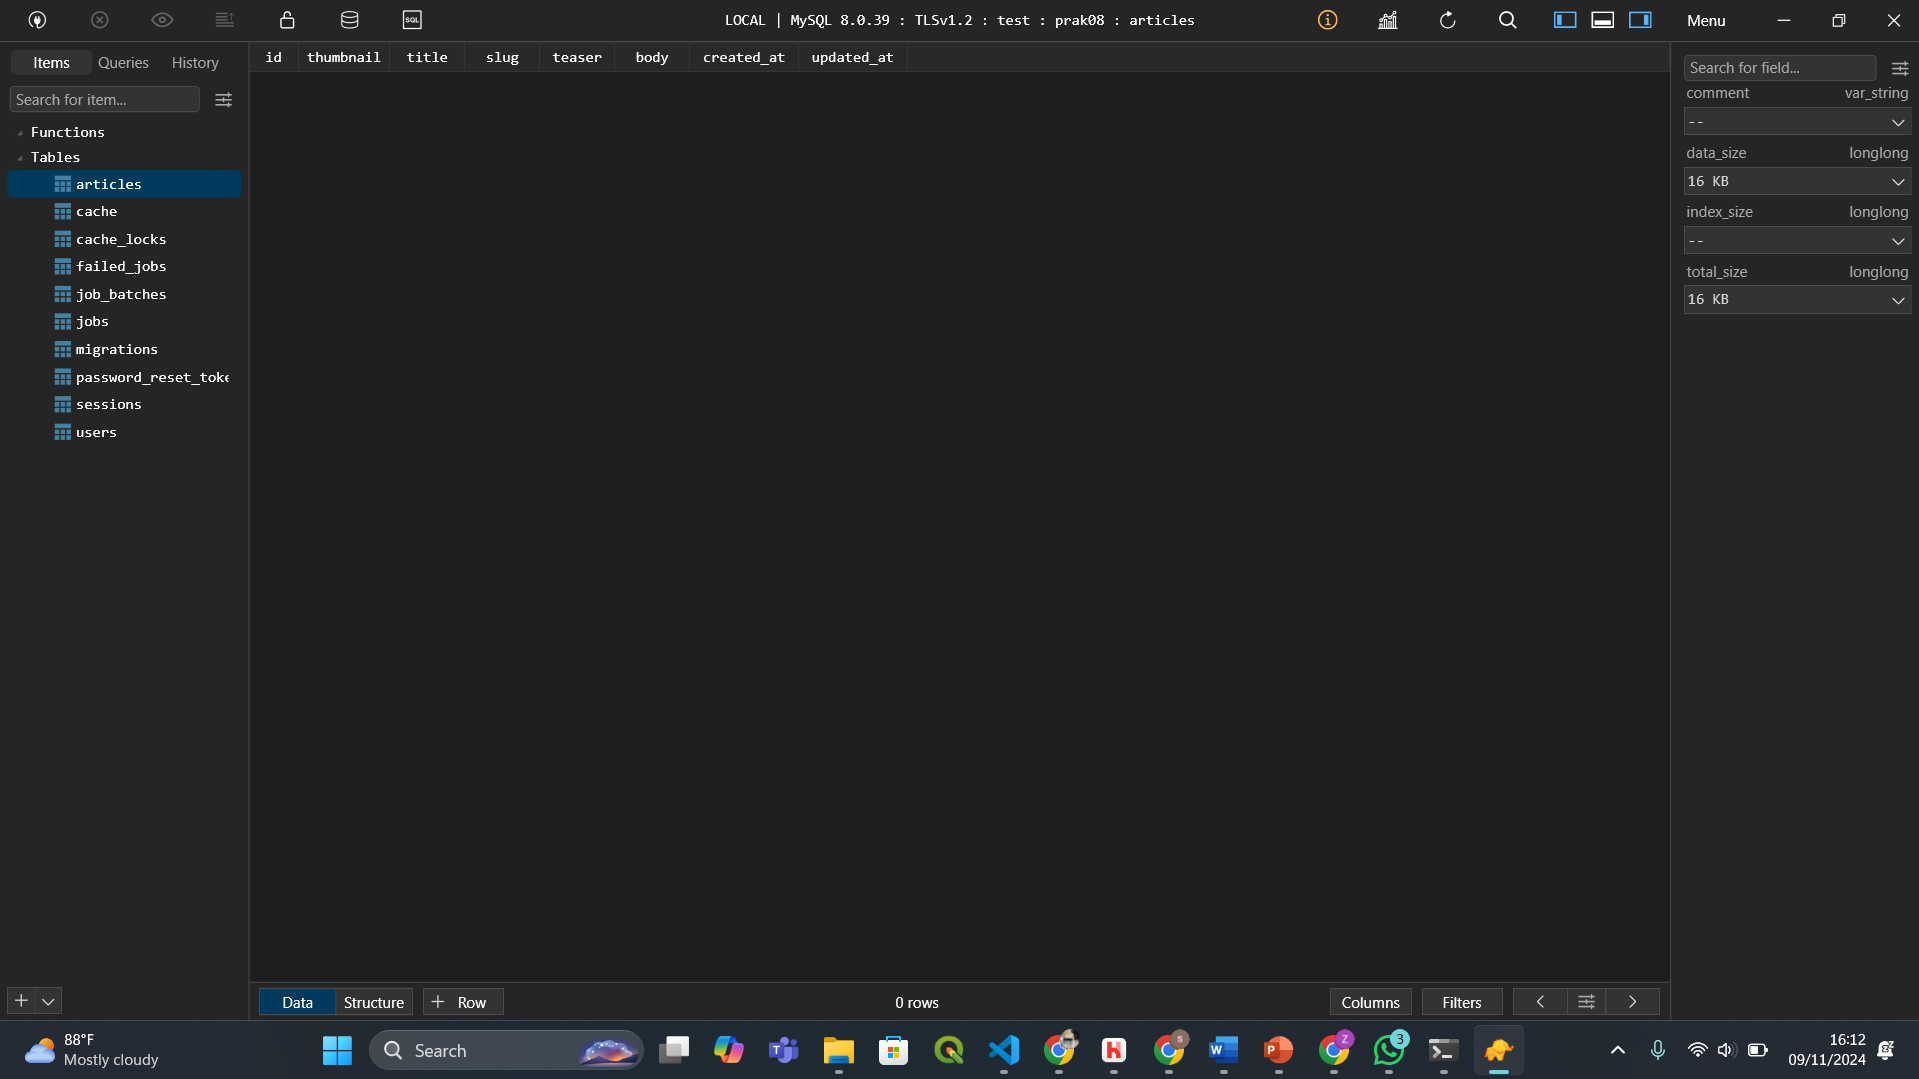 SQL
LOCAL | MySQL 8.0.39 : TLSv1.2 : test : prak08 : articles
Menu
Items Queries History
Search for item...
Functions
Tables
articles
cache
cache_locks
failed_jobs
job_batches
jobs
migrations
password_reset_toke
sessions
users
id thumbnail title slug teaser body created_at updated_at
Search for field...
comment var_string
--
data_size longlong
16 KB
index_size longlong
--
total_size longlong
16 KB
Data Structure + Row
0 rows
Columns Filters
88°F
Mostly cloudy
Search
Z
3
16:12
09/11/2024